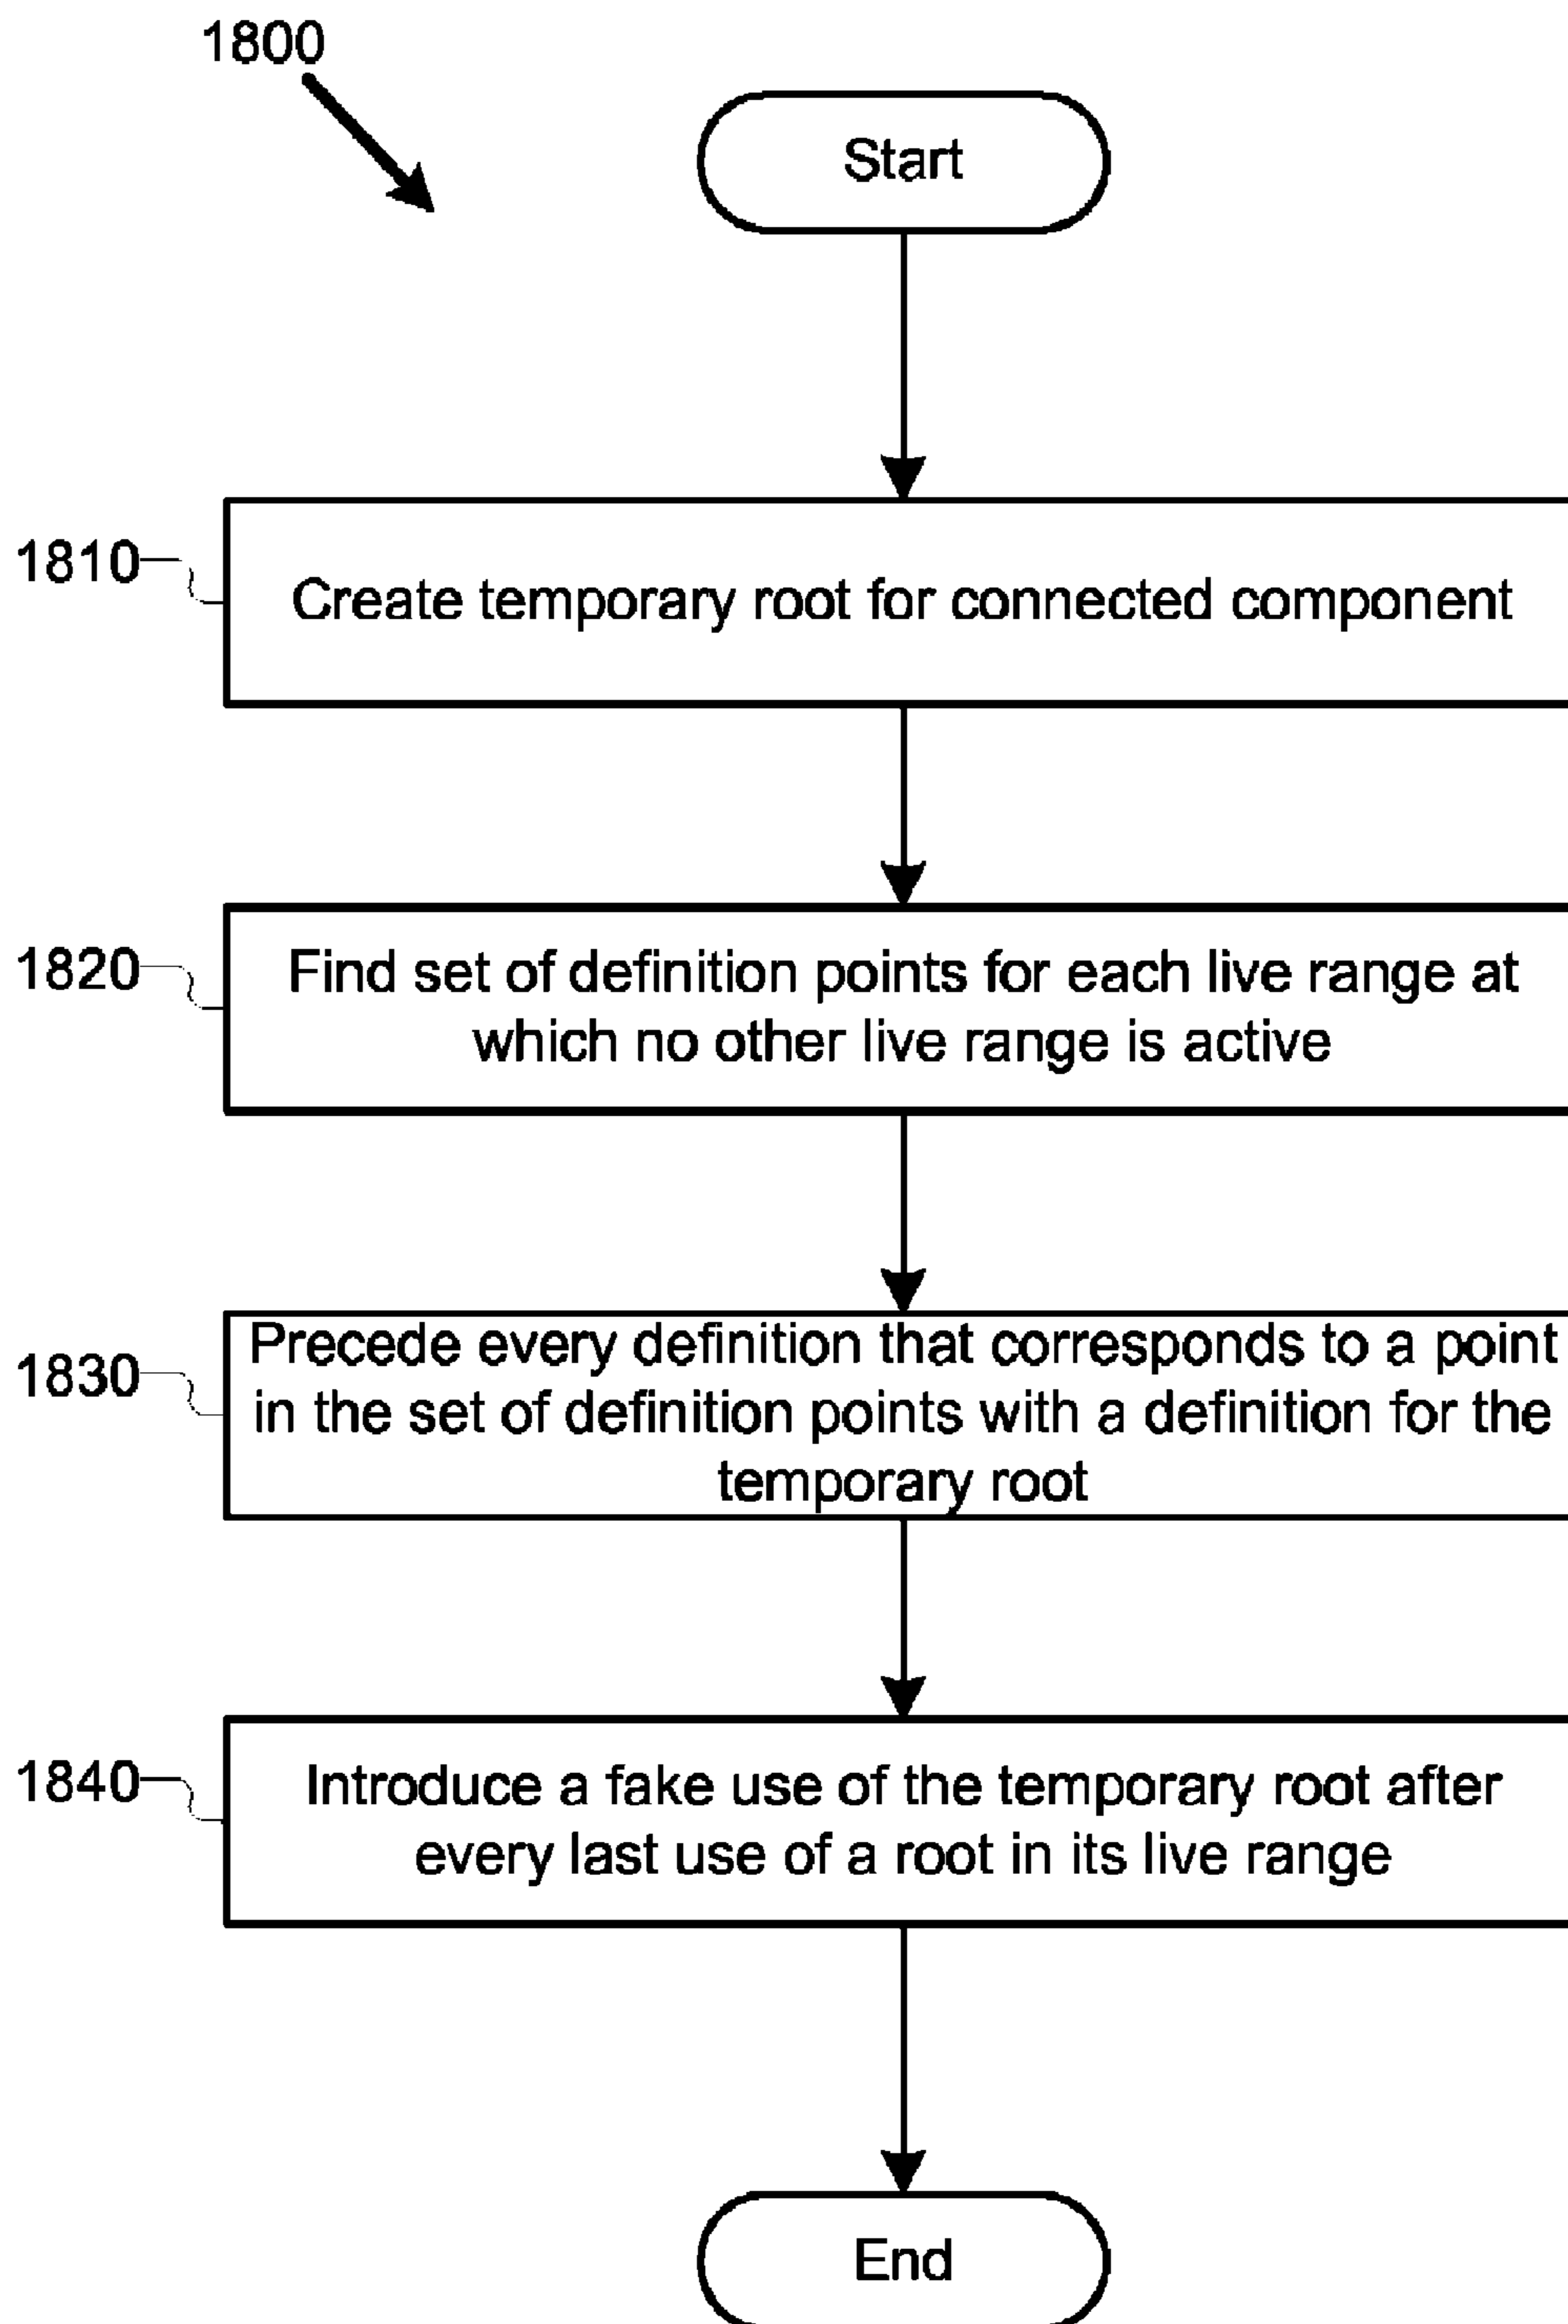 1800
Start
1810
Create temporary root for connected component
1820
Find set of definition points for each live range at
which no other live range is active
1830
Precede every definition that corresponds to a point
in the set of definition points with a definition for the
temporary root
1840
Introduce a fake use of the temporary root after
every last use of a root in its live range
End